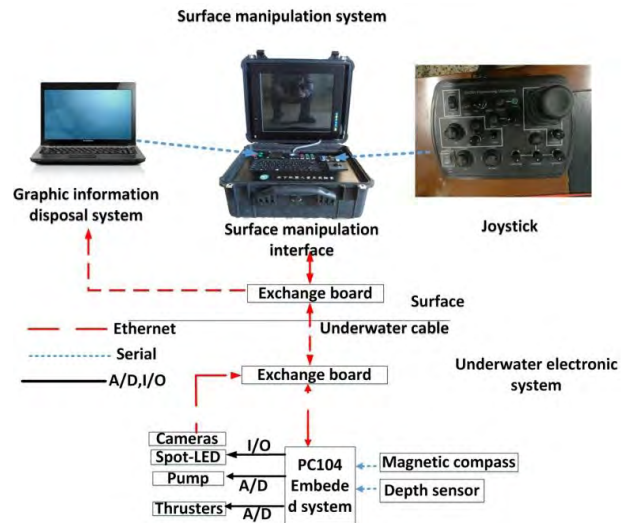 Surface manipulation system
Graphic information
disposal system
Surface manipulation
interface
Joystick
Exchange board
Surface
Ethernet
Underwater cable
Serial
A/D,I/O
Exchange board
Underwater electronic
system
Cameras
Spot-LED
I/O
Pump
A/D
Thrusters
A/D
PC104
Embede
d system
Magnetic compass
Depth sensor